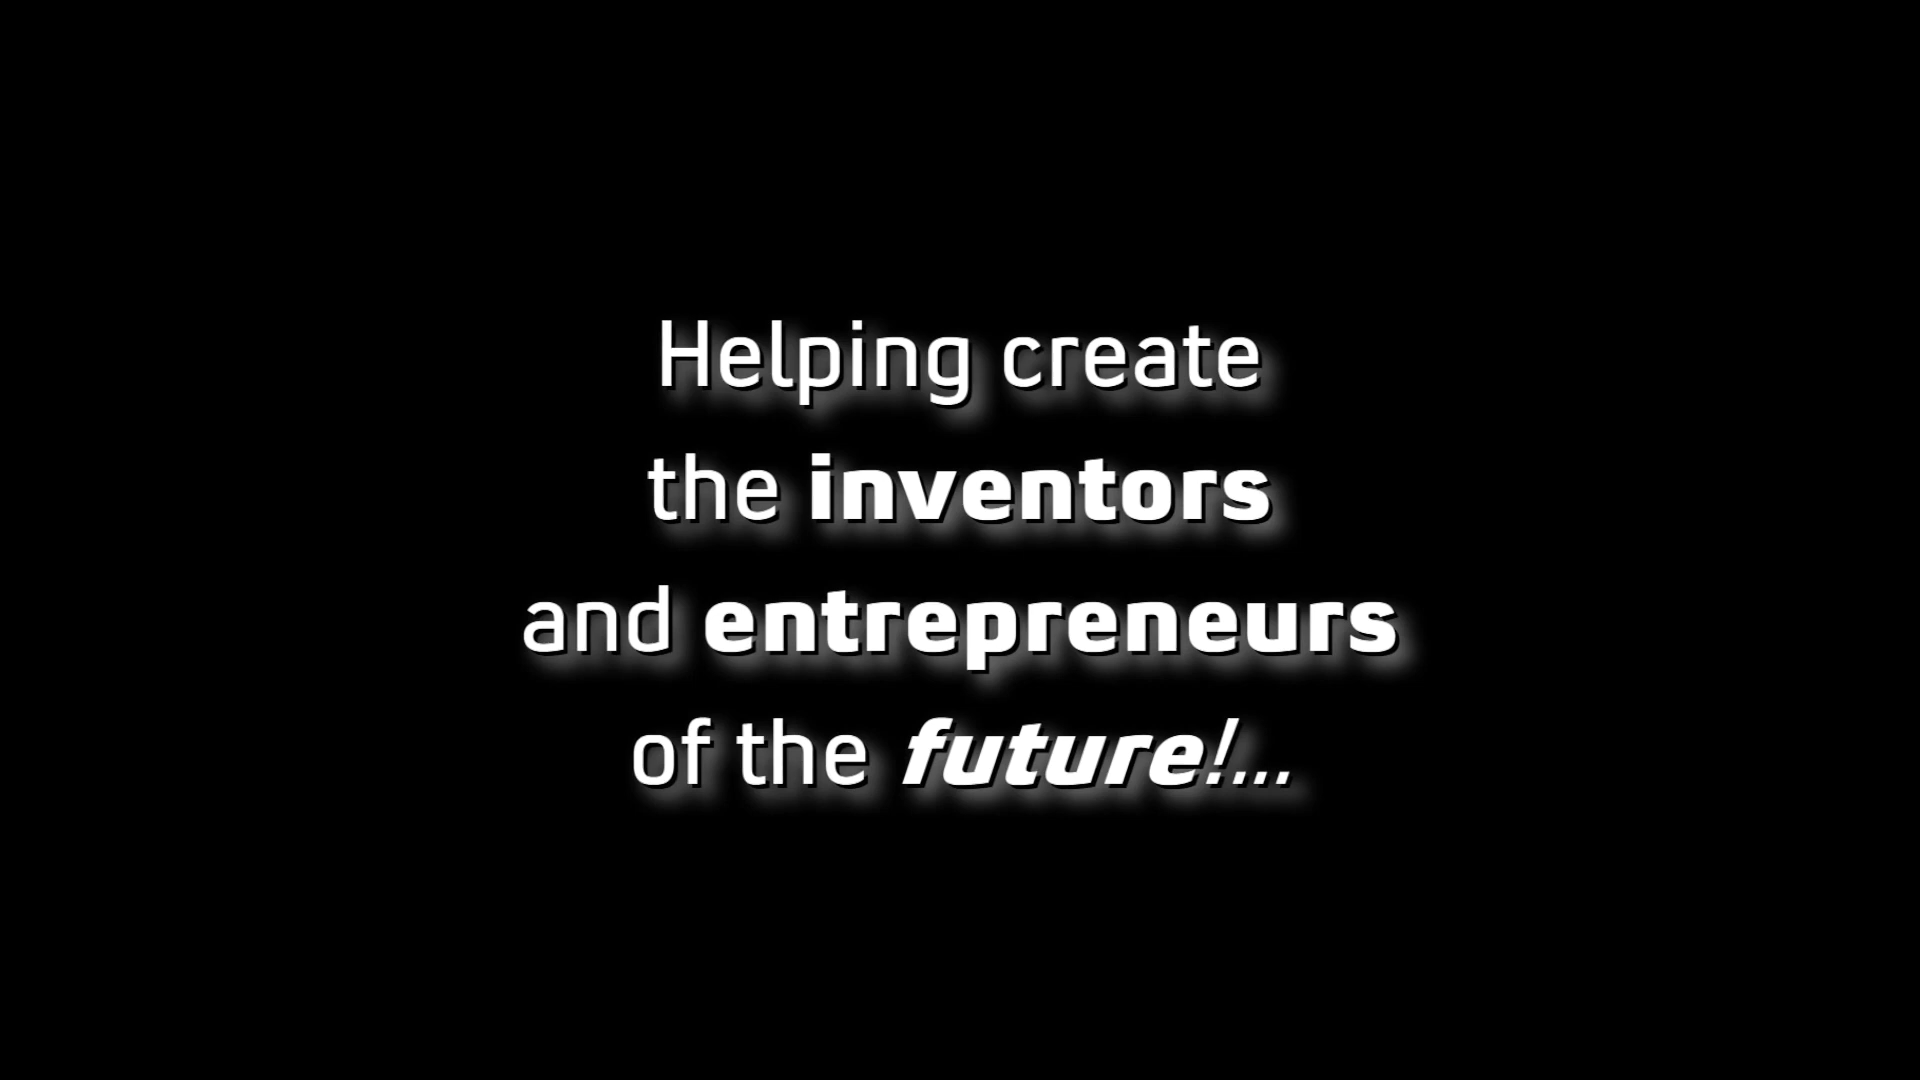 Helping create
the inventors
and entrepreneurs
of the future!...